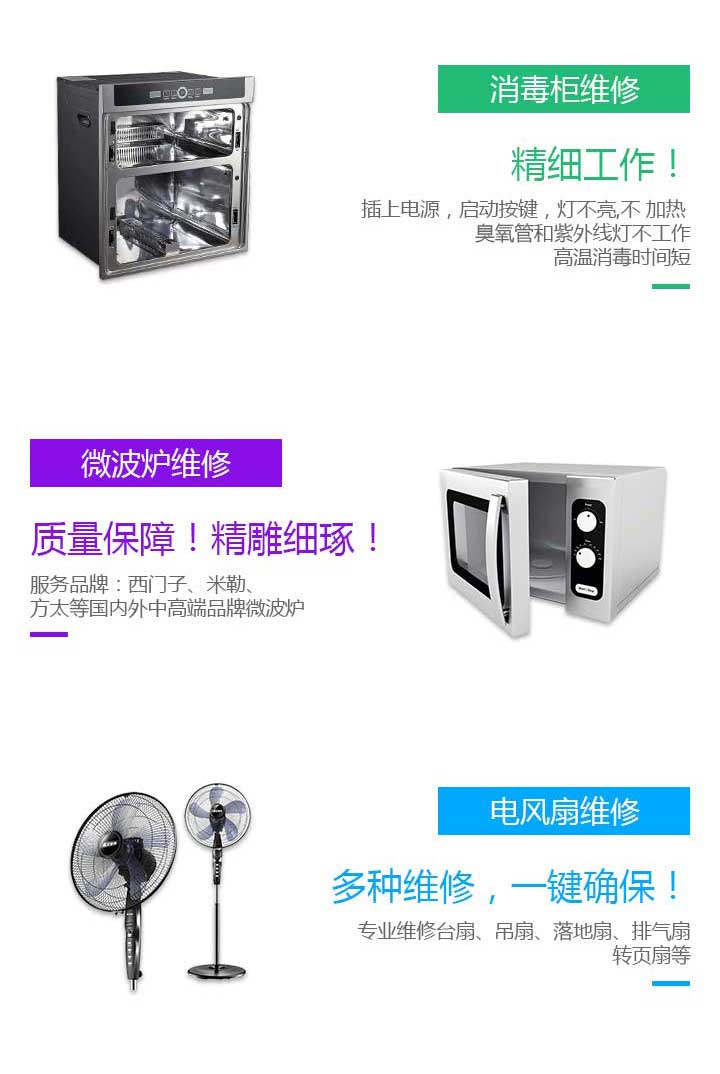 消毒柜维修
精细工作！
插上电源，启动按键，灯不亮,不 加热
臭氧管和紫外线灯不工作
高温消毒时间短
微波炉维修
质量保障！精雕细琢！
服务品牌：西门子、米勒、
方太等国内外中高端品牌微波炉
电风扇维修
多种维修，一键确保！
专业维修台扇、吊扇、落地扇、排气扇
转页扇等